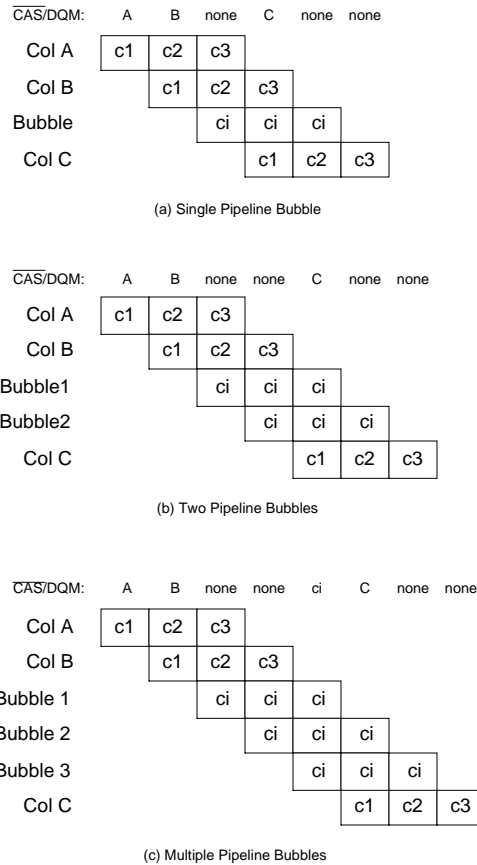 CAS/DQM: A B none C none none
Col A c1 c2 c3
Col B c1 c2 c3
Bubble ci ci ci
Col C c1 c2 c3
(a) Single Pipeline Bubble
CAS/DQM: A B none none C none none
Col A c1 c2 c3
Col B c1 c2 c3
Bubble1 ci ci ci
Bubble2 ci ci ci
Col C c1 c2 c3
(b) Two Pipeline Bubbles
CAS/DQM: A B none none ci C none none
Col A c1 c2 c3
Col B c1 c2 c3
Bubble 1 ci ci ci
Bubble 2 ci ci ci
Bubble 3 ci ci ci
Col C c1 c2 c3
(c) Multiple Pipeline Bubbles